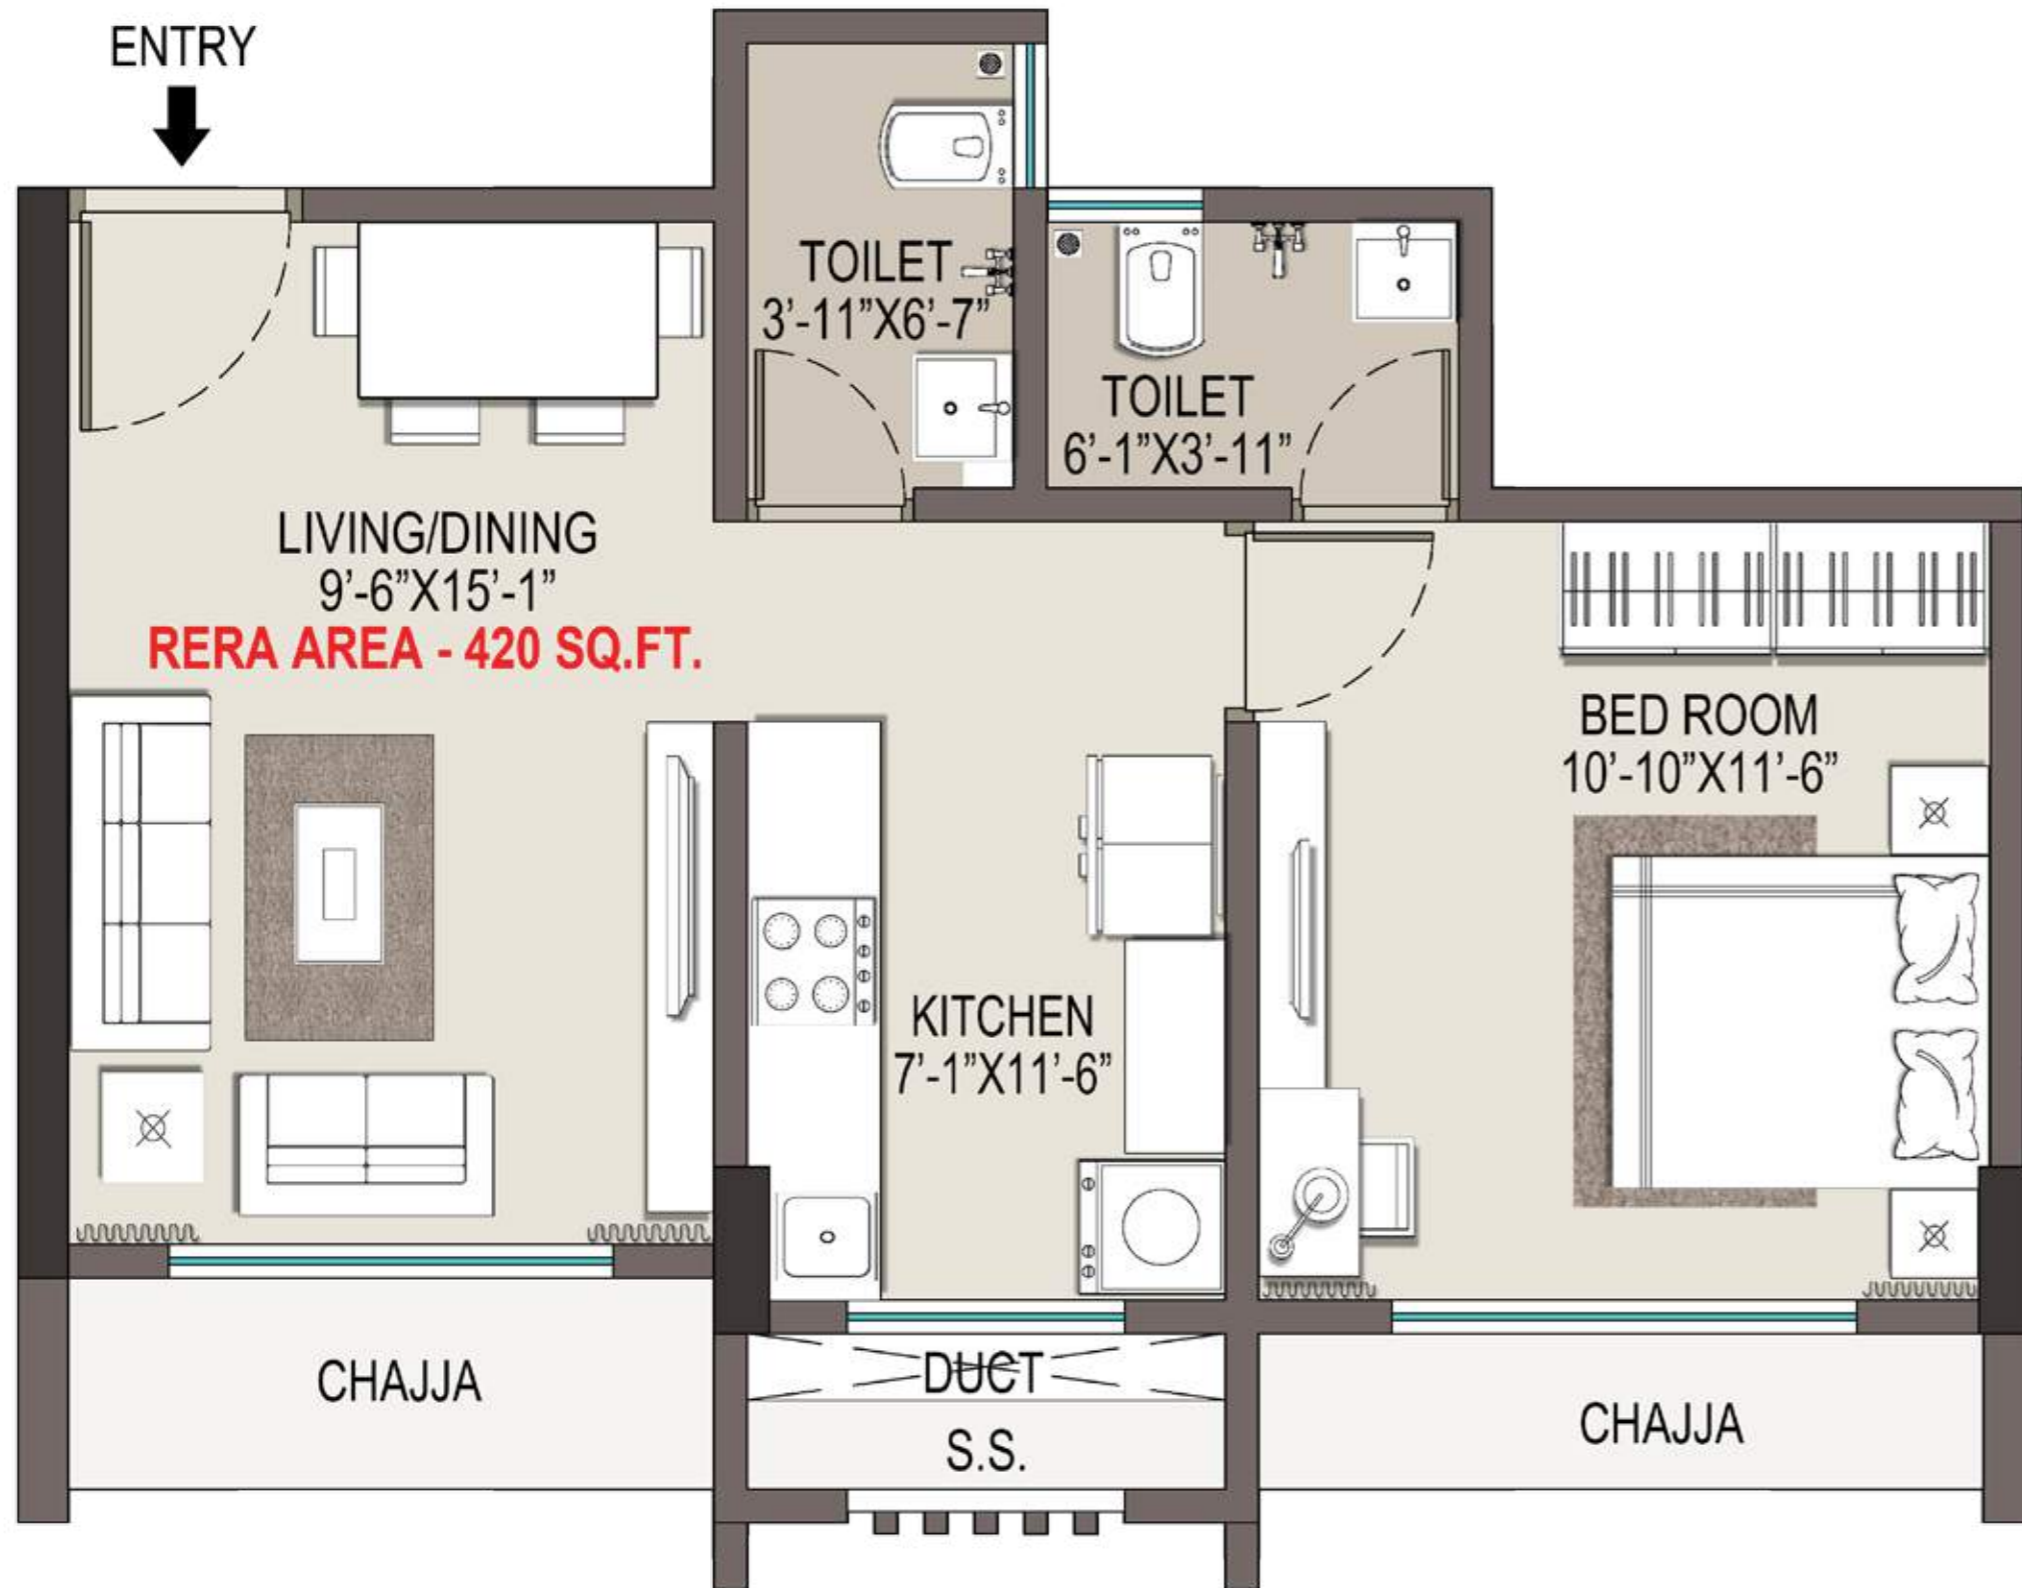 ENTRY
TOILET
3’-11”X6’-7”
TOILET
6’-1”X3’-11”
LIVING/DINING
9’-6”X15’-1”
RERA AREA - 420 SQ.FT.
BED ROOM
10’-10”X11’-6”
KITCHEN
7’-1”X11’-6”
CHAJJA
DUCT
S.S.
CHAJJA